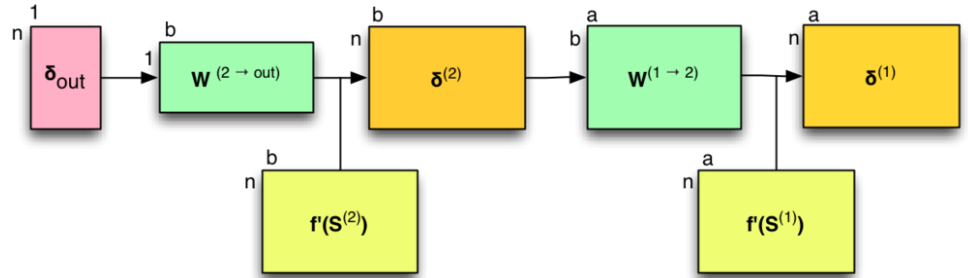 1
n
δout
b
1
W (2 → out)
b
n
δ(2)
a
b
W(1 → 2)
a
n
δ(1)
b
n
f'(S(2))
a
n
f'(S(1))